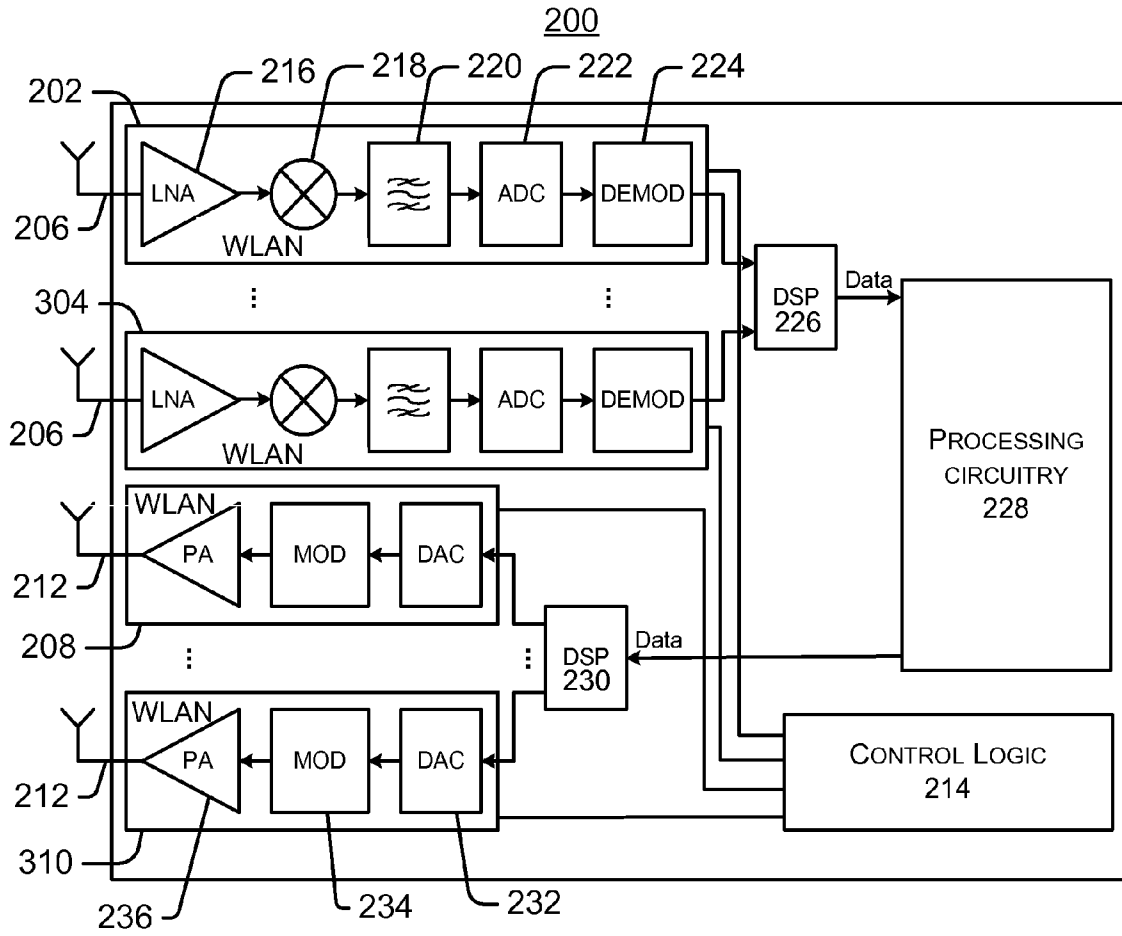 200
216
218
220
222
224
202
LNA
ADC
DEMOD
206
WLAN
DSP
226
Data
304
LNA
ADC
DEMOD
206
WLAN
PROCESSING
CIRCUITRY
228
WLAN
PA
MOD
DAC
212
208
DSP
230
Data
WLAN
PA
MOD
DAC
212
CONTROL LOGIC
214
310
236
234
232